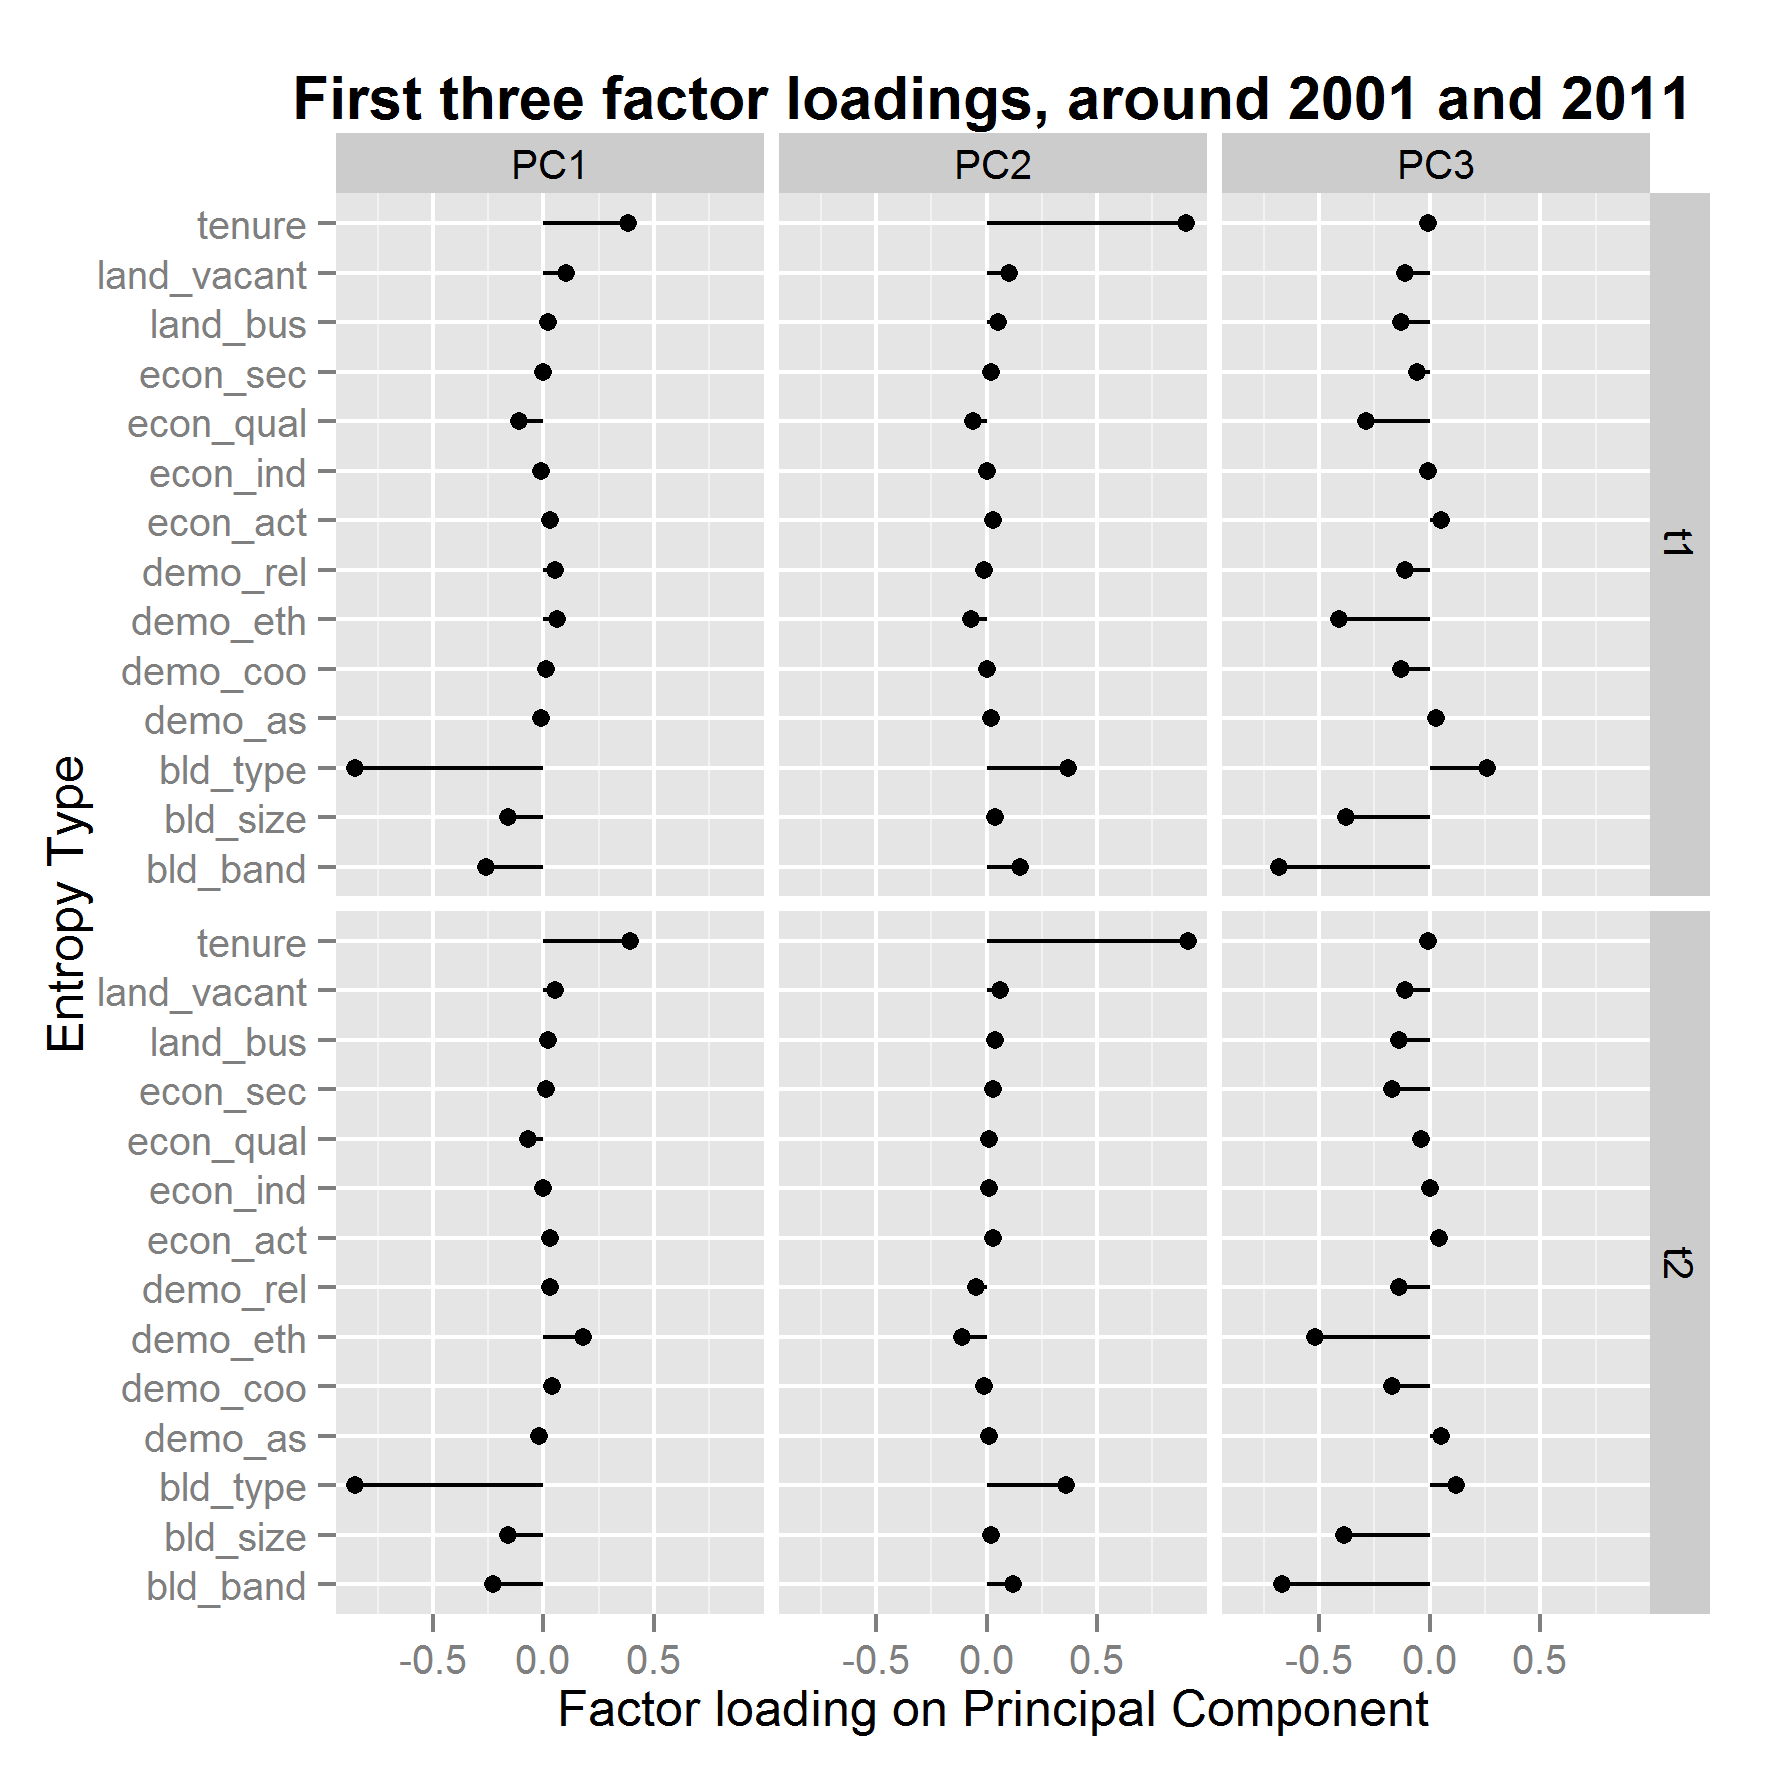 First three factor loadings, around 2001 and 2011
PC1 PC2 PC3
tenure
land_vacant
land_bus
econ_sec
econ_qual
econ_ind
econ_act
demo_rel
demo_eth
demo_coo
demo_as
bld_type
bld_size
bld_band
t1
Entropy Type
tenure
land_vacant
land_bus
econ_sec
econ_qual
econ_ind
econ_act
demo_rel
demo_eth
demo_coo
demo_as
bld_type
bld_size
bld_band
t2
-0.5 0.0 0.5 -0.5 0.0 0.5 -0.5 0.0 0.5
Factor loading on Principal Component